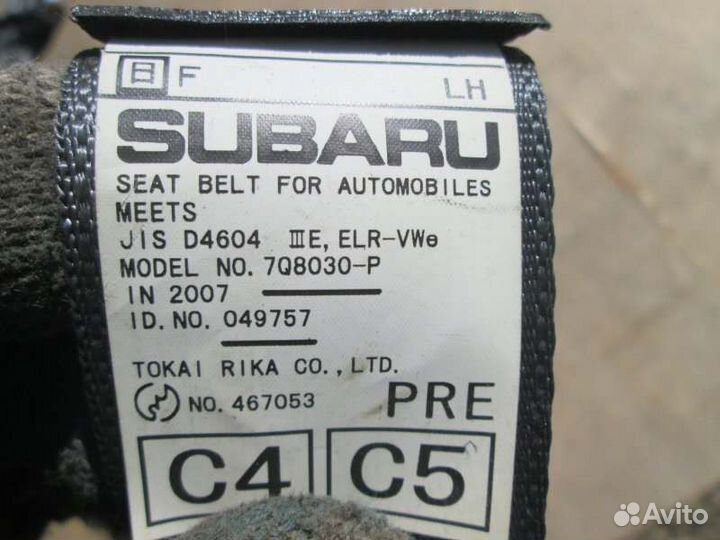 日 F LH
SUBARU
SEAT BELT FOR AUTOMOBILES
MEETS
JIS D4604 ⅢE, ELR-VWe
MODEL NO. 7Q8030-P
IN 2007
ID. NO. 049757
TOKAI RIKA CO., LTD.
NO. 467053 PRE
C4 C5
Avito